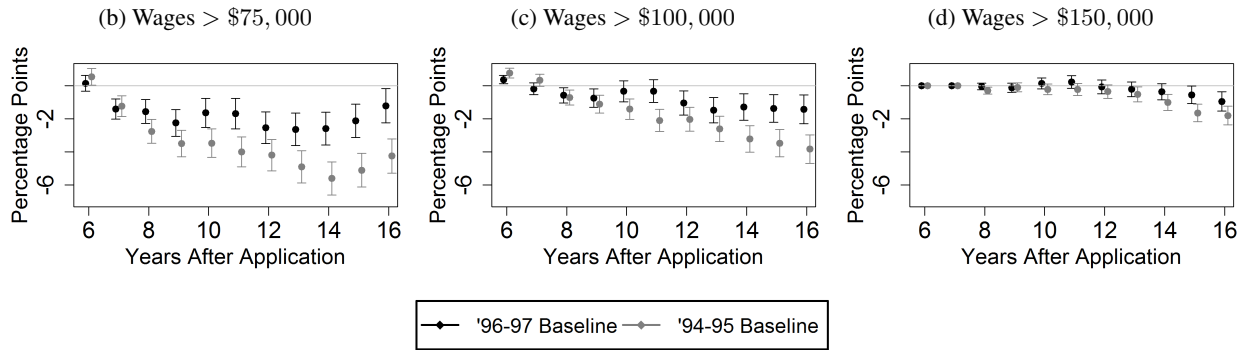 (b) Wages > $75,000
(c) Wages > $100,000
(d) Wages > $150,000
Percentage Points
-2
-6
6 8 10 12 14 16
Years After Application
Percentage Points
-2
-6
6 8 10 12 14 16
Years After Application
Percentage Points
-2
-6
6 8 10 12 14 16
Years After Application
'96-97 Baseline
'94-95 Baseline